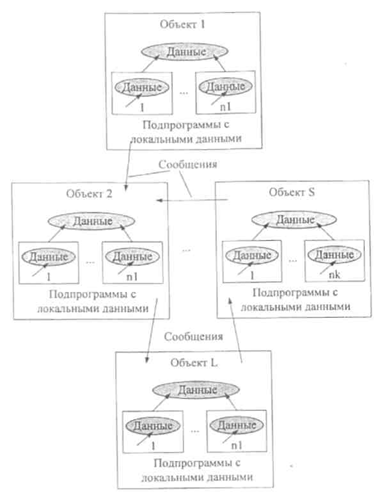 Объект 1
Данные
Данные ... Данные
1 n1
Подпрограммы с
локальными данными
Сообщения
Объект 2
Данные
Данные ... Данные
1 n1
Подпрограммы с
локальными данными
...
Объект S
Данные
Данные ... Данные
1 nk
Подпрограммы с
локальными данными
Сообщения
Объект L
Данные
Данные ... Данные
1 n1
Подпрограммы с
локальными данными